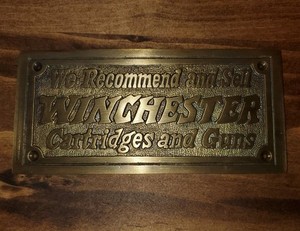 We Recommend and Sell
WINCHESTER
Cartridges and Guns